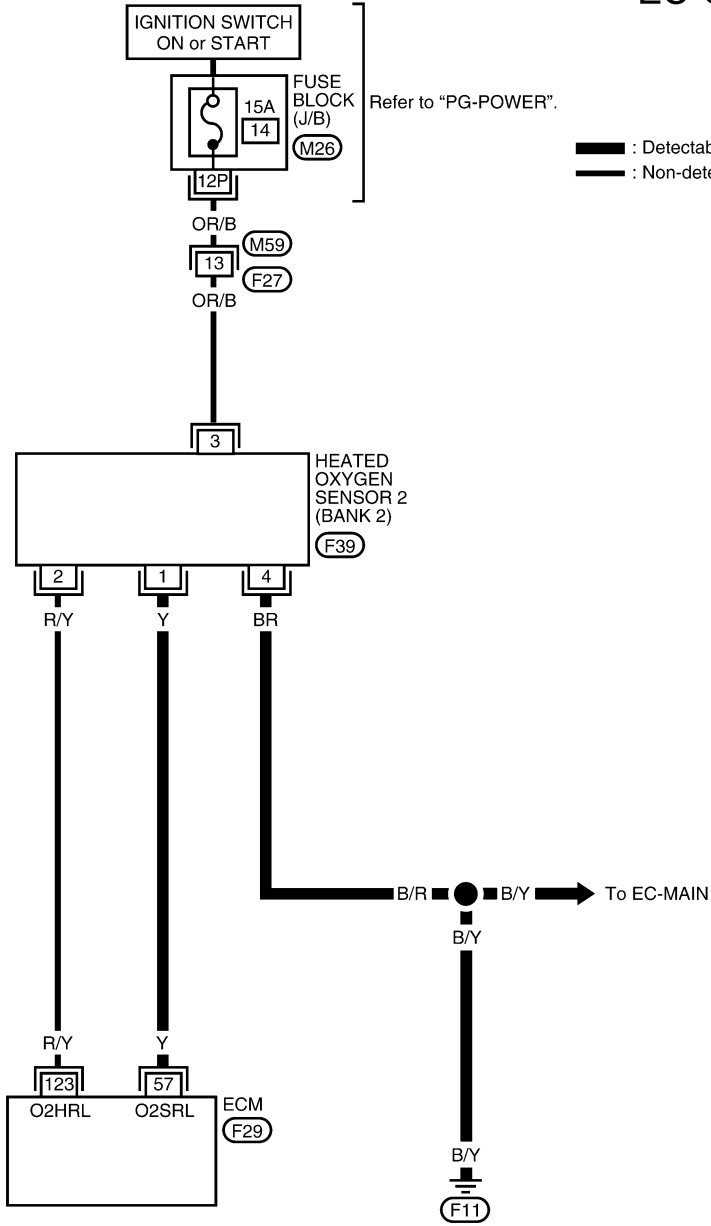 IGNITION SWITCH
ON or START
FUSE
BLOCK
(J/B)
15A
14
M26
Refer to “PG-POWER”.
12P
: Detectab
: Non-dete
OR/B
M59
13
F27
OR/B
3
HEATED
OXYGEN
SENSOR 2
(BANK 2)
F39
2
1
4
R/Y
Y
BR
B/R
B/Y
To EC-MAIN
B/Y
R/Y
Y
123
57
O2HRL
O2SRL
ECM
F29
B/Y
F11